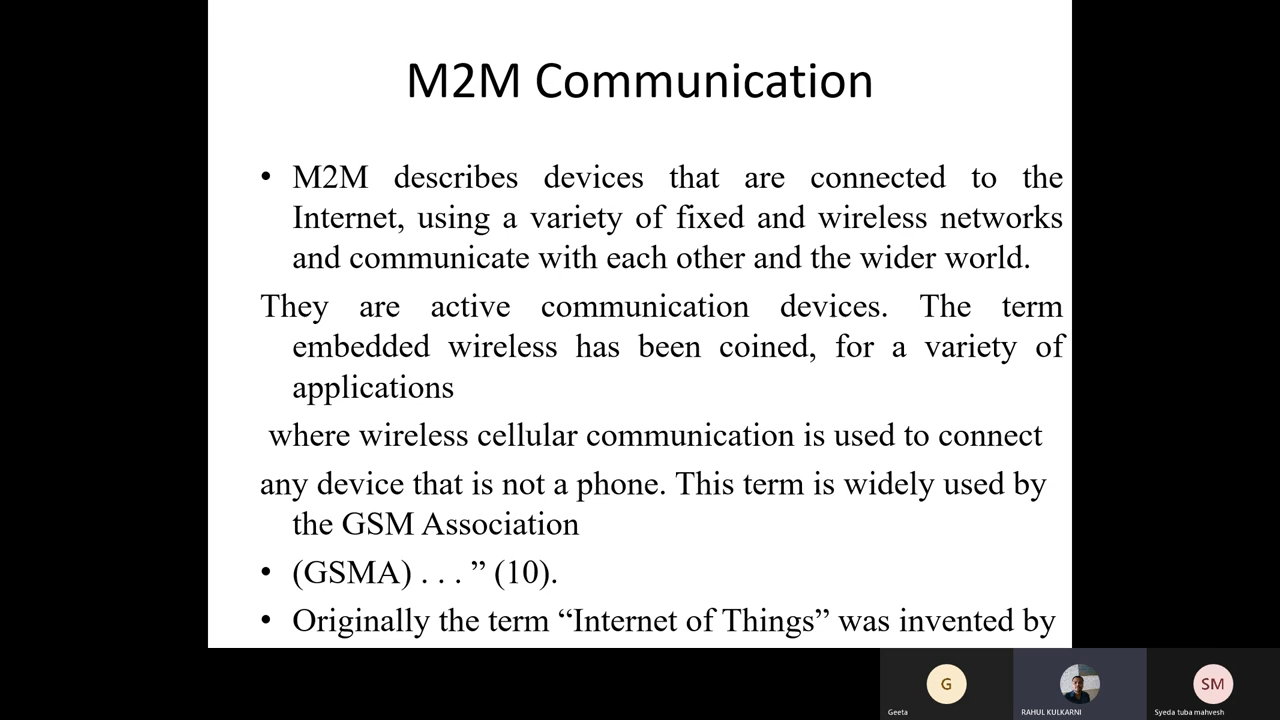 M2M Communication
• M2M describes devices that are connected to the
Internet, using a variety of fixed and wireless networks
and communicate with each other and the wider world.
They are active communication devices. The term
embedded wireless has been coined, for a variety of
applications
where wireless cellular communication is used to connect
any device that is not a phone. This term is widely used by
the GSM Association
• (GSMA) . . . ” (10).
• Originally the term “Internet of Things” was invented by
G
SM
Geeta
RAHUL KULKARNI
Syeda tuba mahvesh